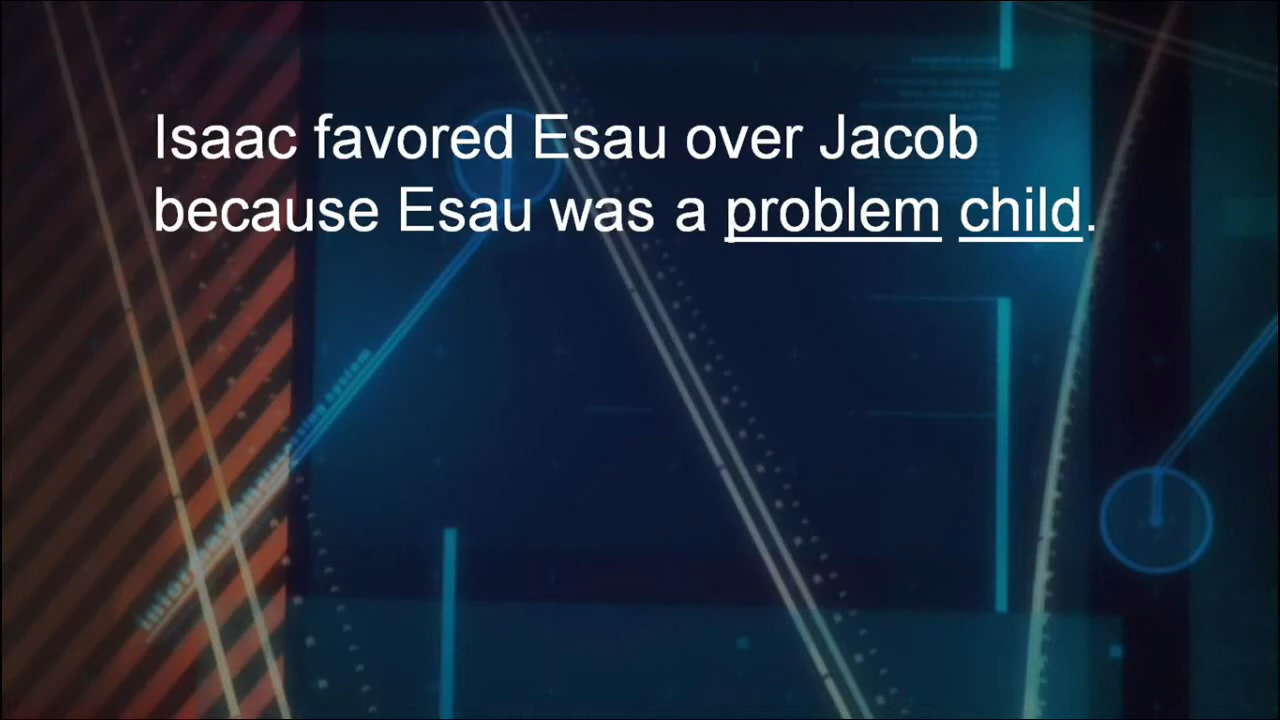 Isaac favored Esau over Jacob
because Esau was a problem child.